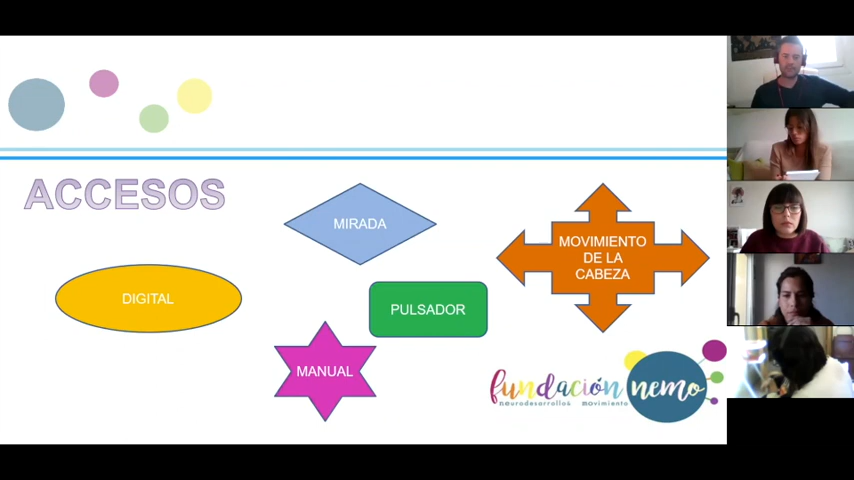 ACCESOS
MIRADA
MOVIMIENTO
DE LA
CABEZA
DIGITAL
PULSADOR
MANUAL
fundación nemo
neurodesarrollo movimiento